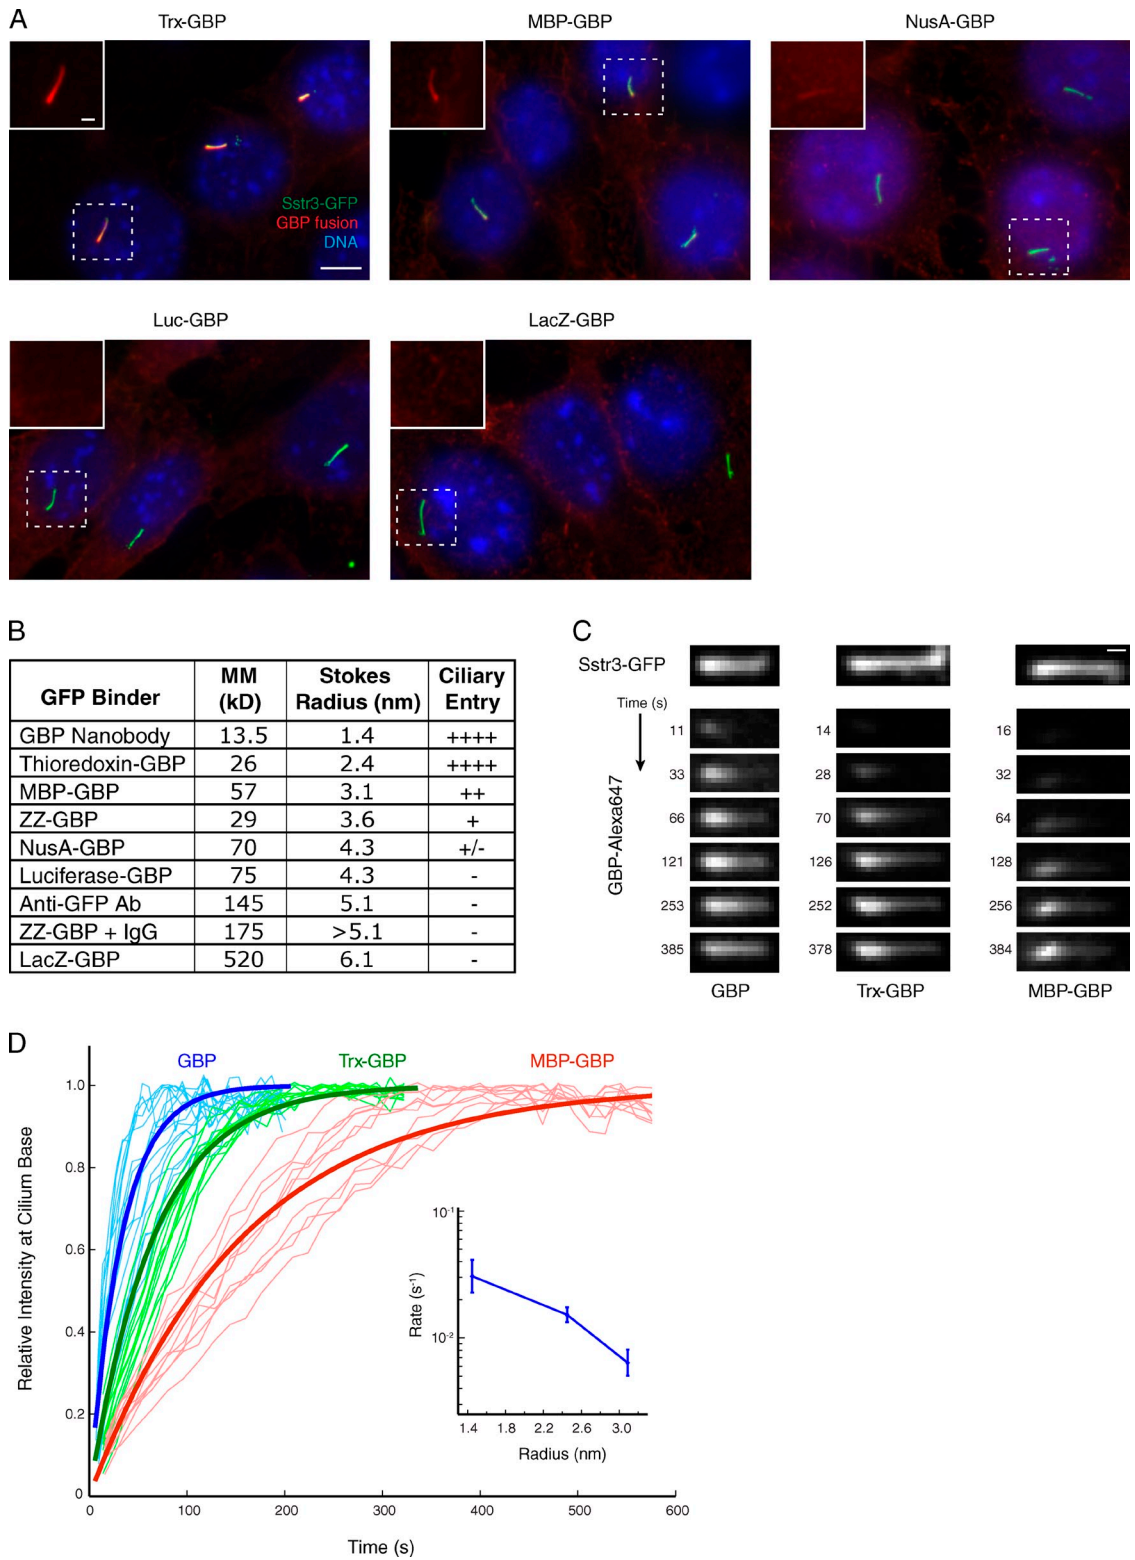 A
Trx-GBP
MBP-GBP
NusA-GBP
Sstr3-GFP
GBP fusion
DNA
Luc-GBP
LacZ-GBP
B
GFP Binder MM (kD) Stokes Radius (nm) Ciliary Entry
GBP Nanobody 13.5 1.4 ++++
Thioredoxin-GBP 26 2.4 ++++
MBP-GBP 57 3.1 ++
ZZ-GBP 29 3.6 +
NusA-GBP 70 4.3 +/-
Luciferase-GBP 75 4.3 -
Anti-GFP Ab 145 5.1 -
ZZ-GBP + IgG 175 >5.1 -
LacZ-GBP 520 6.1 -
C
Sstr3-GFP
Time (s)
GBP-Alexa647
11 14 16
33 28 32
66 70 64
121 126 128
253 252 256
385 378 384
GBP Trx-GBP MBP-GBP
D
GBP Trx-GBP MBP-GBP
Relative Intensity at Cilium Base
1.0
0.8
0.6
0.4
0.2
0
0 100 200 300 400 500 600
Time (s)
Rate (s-1)
10-1
10-2
1.4 1.8 2.2 2.6 3.0
Radius (nm)